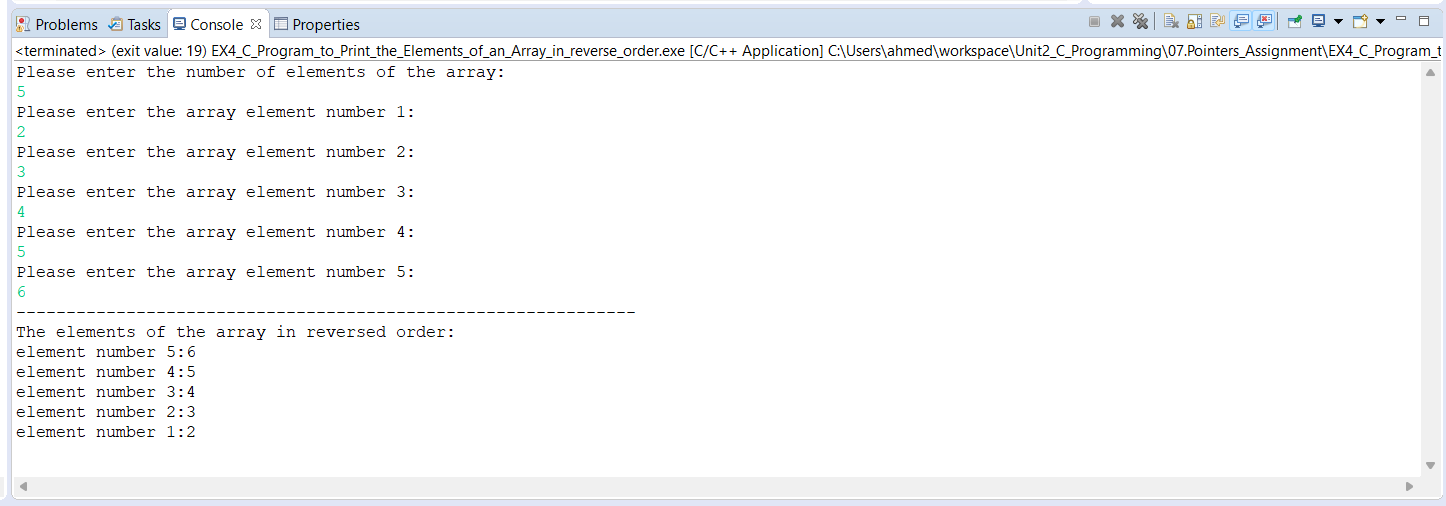 Problems Tasks Console Properties
<terminated> (exit value: 19) EX4_C_Program_to_Print_the_Elements_of_an_Array_in_reverse_order.exe [C/C++ Application] C:\Users\ahmed\workspace\Unit2_C_Programming\07.Pointers_Assignment\EX4_C_Program_t
Please enter the number of elements of the array:
5
Please enter the array element number 1:
2
Please enter the array element number 2:
3
Please enter the array element number 3:
4
Please enter the array element number 4:
5
Please enter the array element number 5:
6
--------------------------------------------------------------
The elements of the array in reversed order:
element number 5:6
element number 4:5
element number 3:4
element number 2:3
element number 1:2